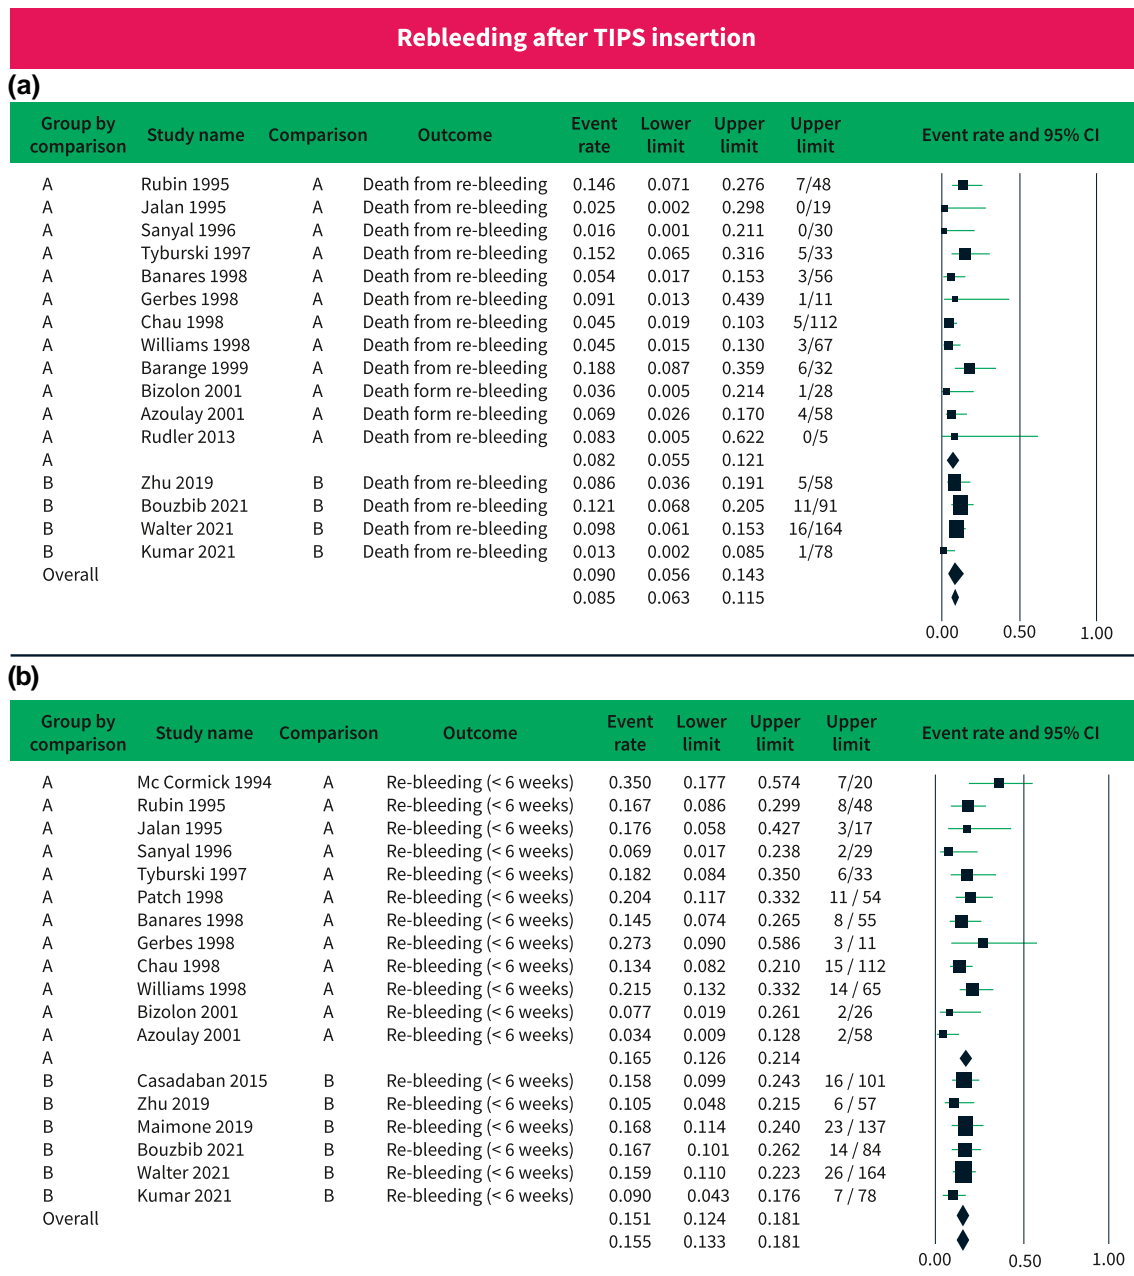 Rebleeding after TIPS insertion
(a)
Group by comparison Study name Comparison Outcome Event rate Lower limit Upper limit Upper limit Event rate and 95% CI
A Rubin 1995 A Death from re-bleeding 0.146 0.071 0.276 7/48
A Jalan 1995 A Death from re-bleeding 0.025 0.002 0.298 0/19
A Sanyal 1996 A Death from re-bleeding 0.016 0.001 0.211 0/30
A Tyburski 1997 A Death from re-bleeding 0.152 0.065 0.316 5/33
A Banares 1998 A Death from re-bleeding 0.054 0.017 0.153 3/56
A Gerbes 1998 A Death from re-bleeding 0.091 0.013 0.439 1/11
A Chau 1998 A Death from re-bleeding 0.045 0.019 0.103 5/112
A Williams 1998 A Death from re-bleeding 0.045 0.015 0.130 3/67
A Barange 1999 A Death from re-bleeding 0.188 0.087 0.359 6/32
A Bizolon 2001 A Death form re-bleeding 0.036 0.005 0.214 1/28
A Azoulay 2001 A Death from re-bleeding 0.069 0.026 0.170 4/58
A Rudler 2013 A Death from re-bleeding 0.083 0.005 0.622 0/5
A 0.082 0.055 0.121
B Zhu 2019 B Death from re-bleeding 0.086 0.036 0.191 5/58
B Bouzbib 2021 B Death from re-bleeding 0.121 0.068 0.205 11/91
B Walter 2021 B Death from re-bleeding 0.098 0.061 0.153 16/164
B Kumar 2021 B Death from re-bleeding 0.013 0.002 0.085 1/78
Overall 0.090 0.056 0.143
0.085 0.063 0.115
0.00 0.50 1.00
(b)
Group by comparison Study name Comparison Outcome Event rate Lower limit Upper limit Upper limit Event rate and 95% CI
A Mc Cormick 1994 A Re-bleeding (< 6 weeks) 0.350 0.177 0.574 7/20
A Rubin 1995 A Re-bleeding (< 6 weeks) 0.167 0.086 0.299 8/48
A Jalan 1995 A Re-bleeding (< 6 weeks) 0.176 0.058 0.427 3/17
A Sanyal 1996 A Re-bleeding (< 6 weeks) 0.069 0.017 0.238 2/29
A Tyburski 1997 A Re-bleeding (< 6 weeks) 0.182 0.084 0.350 6/33
A Patch 1998 A Re-bleeding (< 6 weeks) 0.204 0.117 0.332 11 / 54
A Banares 1998 A Re-bleeding (< 6 weeks) 0.145 0.074 0.265 8 / 55
A Gerbes 1998 A Re-bleeding (< 6 weeks) 0.273 0.090 0.586 3 / 11
A Chau 1998 A Re-bleeding (< 6 weeks) 0.134 0.082 0.210 15 / 112
A Williams 1998 A Re-bleeding (< 6 weeks) 0.215 0.132 0.332 14 / 65
A Bizolon 2001 A Re-bleeding (< 6 weeks) 0.077 0.019 0.261 2/26
A Azoulay 2001 A Re-bleeding (< 6 weeks) 0.034 0.009 0.128 2/58
A 0.165 0.126 0.214
B Casadaban 2015 B Re-bleeding (< 6 weeks) 0.158 0.099 0.243 16 / 101
B Zhu 2019 B Re-bleeding (< 6 weeks) 0.105 0.048 0.215 6 / 57
B Maimone 2019 B Re-bleeding (< 6 weeks) 0.168 0.114 0.240 23 / 137
B Bouzbib 2021 B Re-bleeding (< 6 weeks) 0.167 0.101 0.262 14 / 84
B Walter 2021 B Re-bleeding (< 6 weeks) 0.159 0.110 0.223 26 / 164
B Kumar 2021 B Re-bleeding (< 6 weeks) 0.090 0.043 0.176 7 / 78
Overall 0.151 0.124 0.181
0.155 0.133 0.181
0.00 0.50 1.00